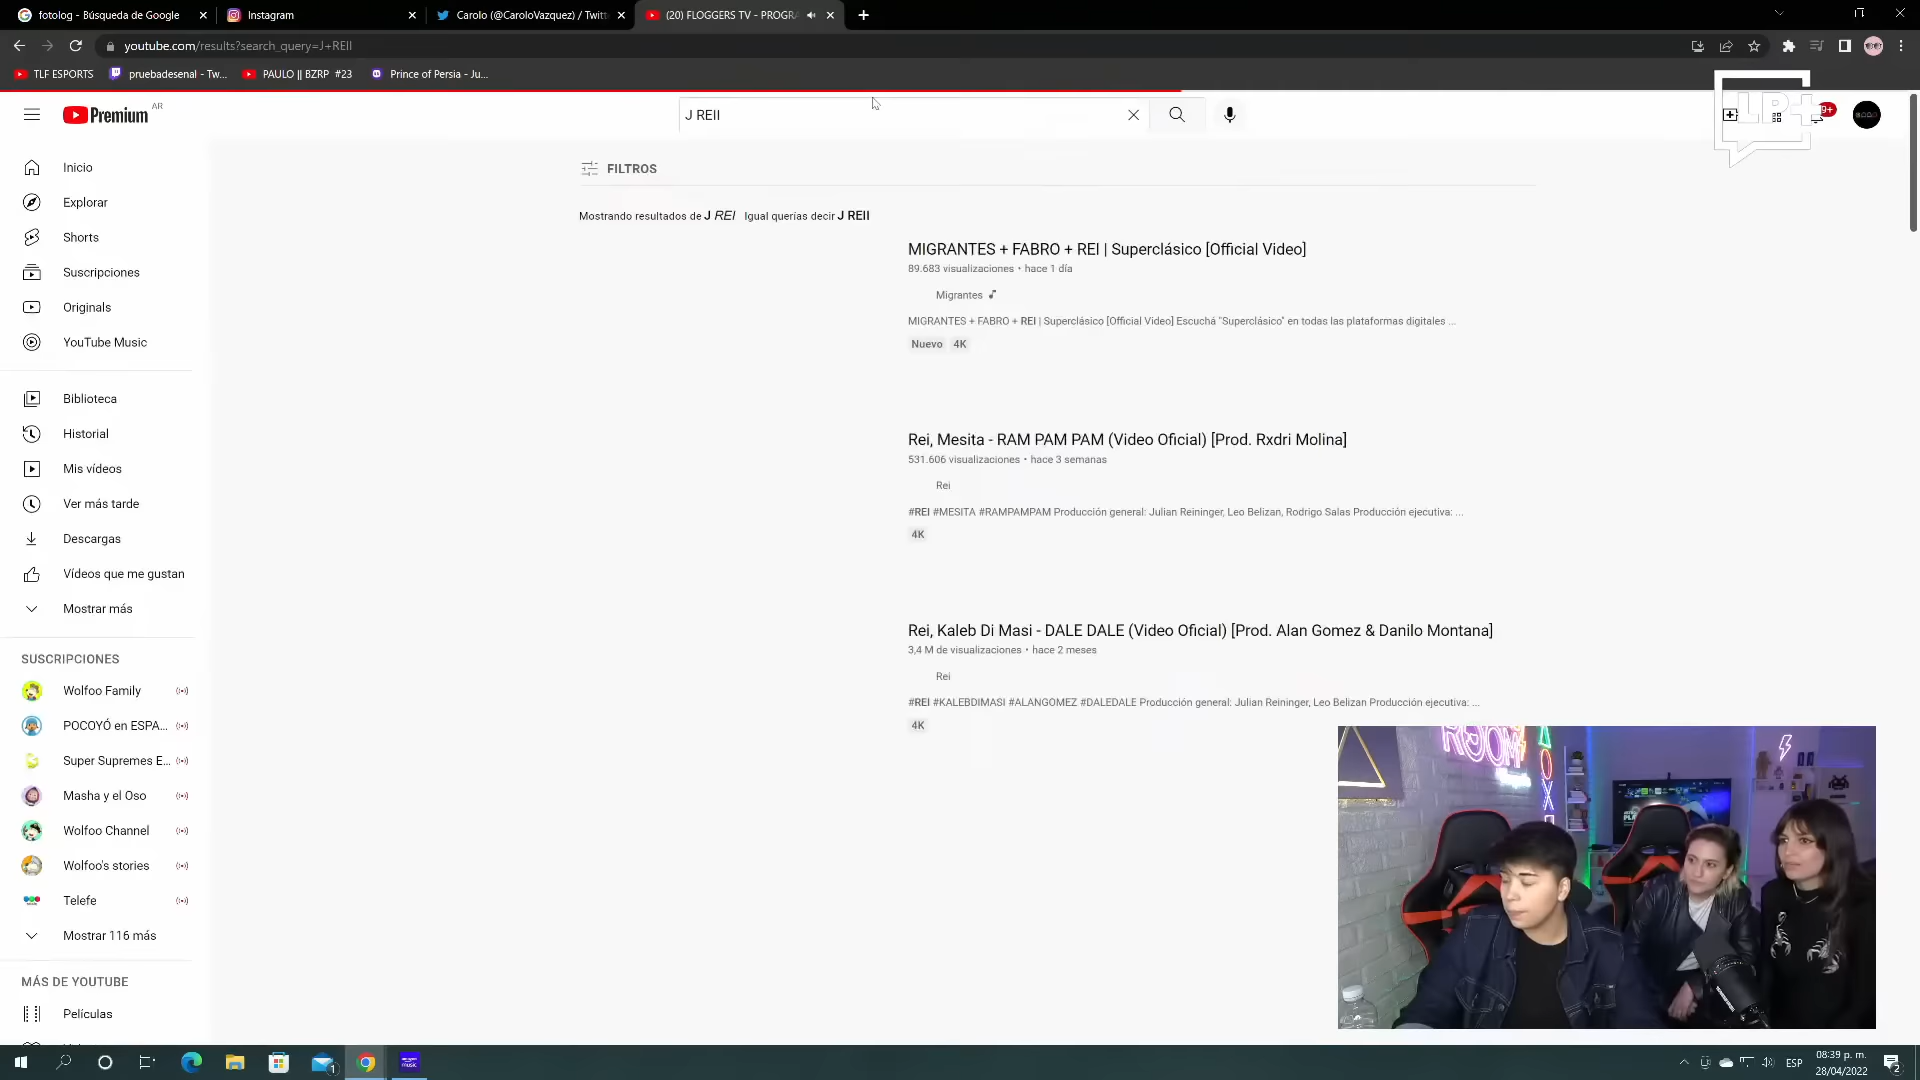 fotolog - Búsqueda de Google
Instagram
Carolo (@CaroloVazquez) / Twitt
(20) FLOGGERS TV - PROGRA
youtube.com/results?search_query=J+REII
TLF ESPORTS
pruebadesenal - Tw...
PAULO || BZRP #23
Prince of Persia - Ju...
Premium
AR
J REII
9+
LP+
Inicio
Explorar
Shorts
Suscripciones
Originals
YouTube Music
Biblioteca
Historial
Mis vídeos
Ver más tarde
Descargas
Vídeos que me gustan
Mostrar más
SUSCRIPCIONES
Wolfoo Family
POCOYÓ en ESPA...
Super Supremes E...
Masha y el Oso
Wolfoo Channel
Wolfoo's stories
Telefe
Mostrar 116 más
MÁS DE YOUTUBE
Películas
FILTROS
Mostrando resultados de J REI Igual querías decir J REII
MIGRANTES + FABRO + REI | Superclásico [Official Video]
89.683 visualizaciones • hace 1 día
Migrantes
MIGRANTES + FABRO + REI | Superclásico [Official Video] Escuchá "Superclásico" en todas las plataformas digitales ...
Nuevo 4K
Rei, Mesita - RAM PAM PAM (Video Oficial) [Prod. Rxdri Molina]
531.606 visualizaciones • hace 3 semanas
Rei
#REI #MESITA #RAMPAMPAM Producción general: Julian Reininger, Leo Belizan, Rodrigo Salas Producción ejecutiva: ...
4K
Rei, Kaleb Di Masi - DALE DALE (Video Oficial) [Prod. Alan Gomez & Danilo Montana]
3,4 M de visualizaciones • hace 2 meses
Rei
#REI #KALEBDIMASI #ALANGOMEZ #DALEDALE Producción general: Julian Reininger, Leo Belizan Producción ejecutiva: ...
4K
ROOM
1
music
ESP
08:39 p. m.
28/04/2022
2